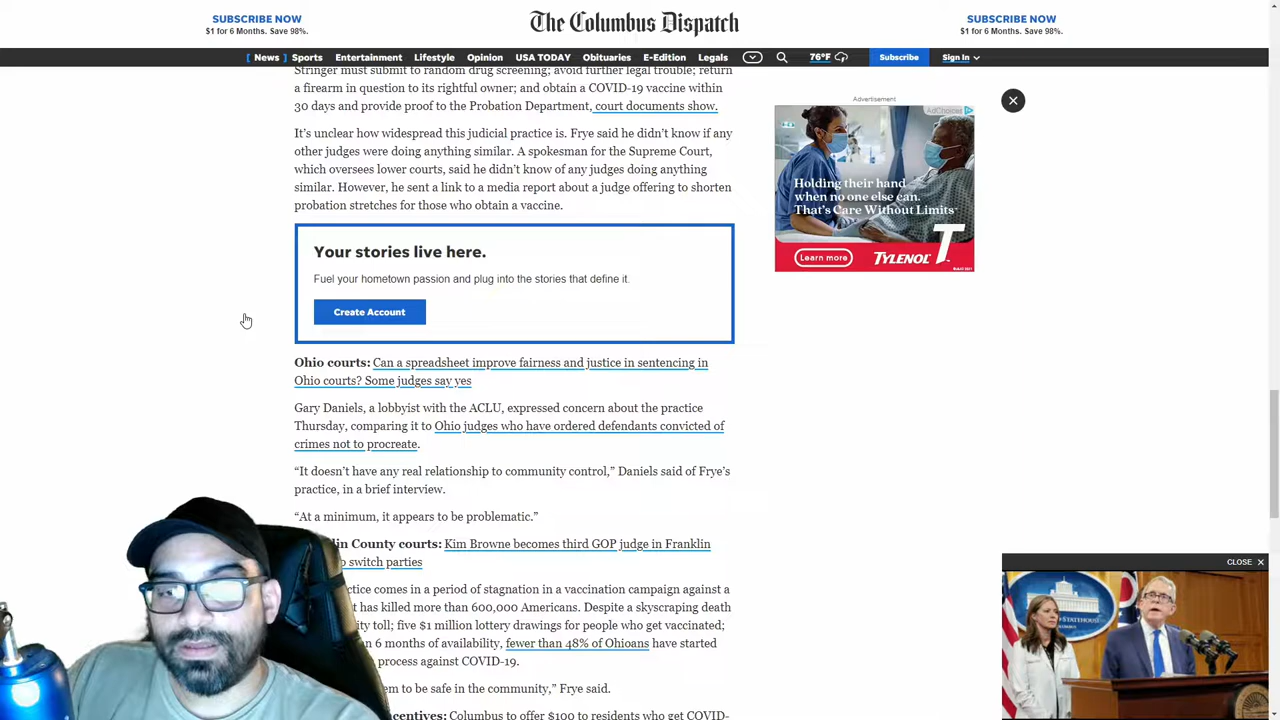 SUBSCRIBE NOW
$1 for 6 Months. Save 98%.
The Columbus Dispatch
SUBSCRIBE NOW
$1 for 6 Months. Save 98%.
[ News ] Sports Entertainment Lifestyle Opinion USA TODAY Obituaries E-Edition Legals 76°F Subscribe Sign In
Stringer must submit to random drug screening; avoid further legal trouble; return
a firearm in question to its rightful owner; and obtain a COVID-19 vaccine within
30 days and provide proof to the Probation Department, court documents show.
It’s unclear how widespread this judicial practice is. Frye said he didn’t know if any
other judges were doing anything similar. A spokesman for the Supreme Court,
which oversees lower courts, said he didn’t know of any judges doing anything
similar. However, he sent a link to a media report about a judge offering to shorten
probation stretches for those who obtain a vaccine.
Your stories live here.
Fuel your hometown passion and plug into the stories that define it.
Create Account
Ohio courts: Can a spreadsheet improve fairness and justice in sentencing in
Ohio courts? Some judges say yes
Gary Daniels, a lobbyist with the ACLU, expressed concern about the practice
Thursday, comparing it to Ohio judges who have ordered defendants convicted of
crimes not to procreate.
“It doesn’t have any real relationship to community control,” Daniels said of Frye’s
practice, in a brief interview.
“At a minimum, it appears to be problematic.”
lin County courts: Kim Browne becomes third GOP judge in Franklin
o switch parties
ctice comes in a period of stagnation in a vaccination campaign against a
t has killed more than 600,000 Americans. Despite a skyscraping death
ity toll; five $1 million lottery drawings for people who get vaccinated;
n 6 months of availability, fewer than 48% of Ohioans have started
process against COVID-19.
em to be safe in the community,” Frye said.
centives: Columbus to offer $100 to residents who get COVID-
Advertisement
AdChoices
Holding their hand
when no one else can.
That’s Care Without Limits
Learn more
TYLENOL
CLOSE X